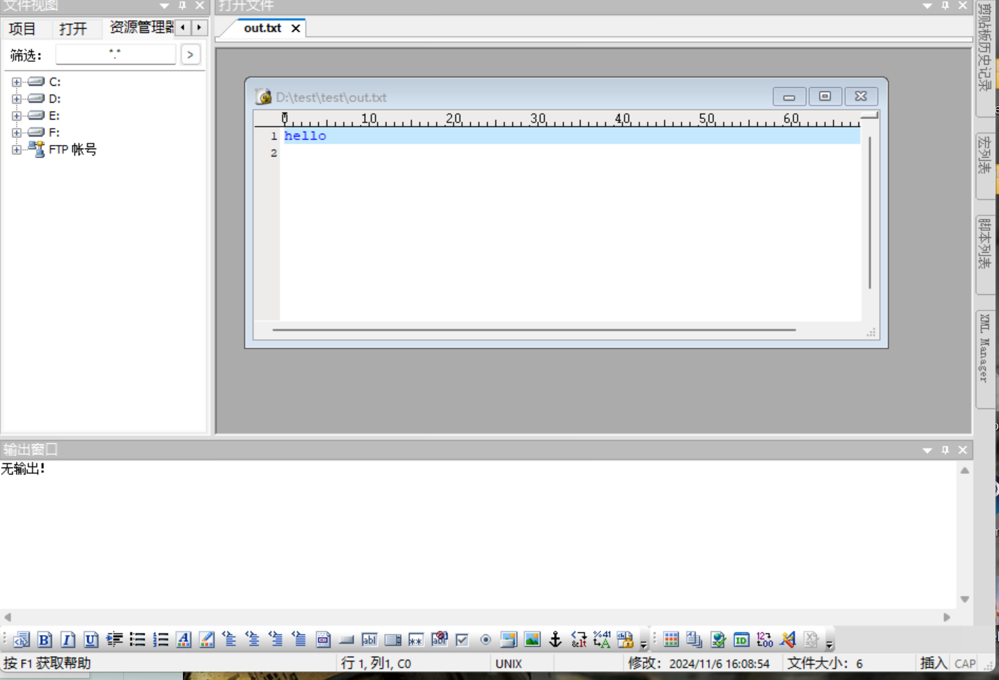 文件视图
打开文件
项目
打开
资源管理器
out.txt
筛选：
*.*
>
C:
D:
E:
F:
FTP 帐号
D:\test\test\out.txt
0 10 20 30 40 50 60
1 hello
2
剪贴板历史记录
宏列表
脚本列表
XML Manager
输出窗口
无输出!
按 F1 获取帮助
行 1, 列1, C0
UNIX
修改： 2024/11/6 16:08:54
文件大小： 6
插入
CAP